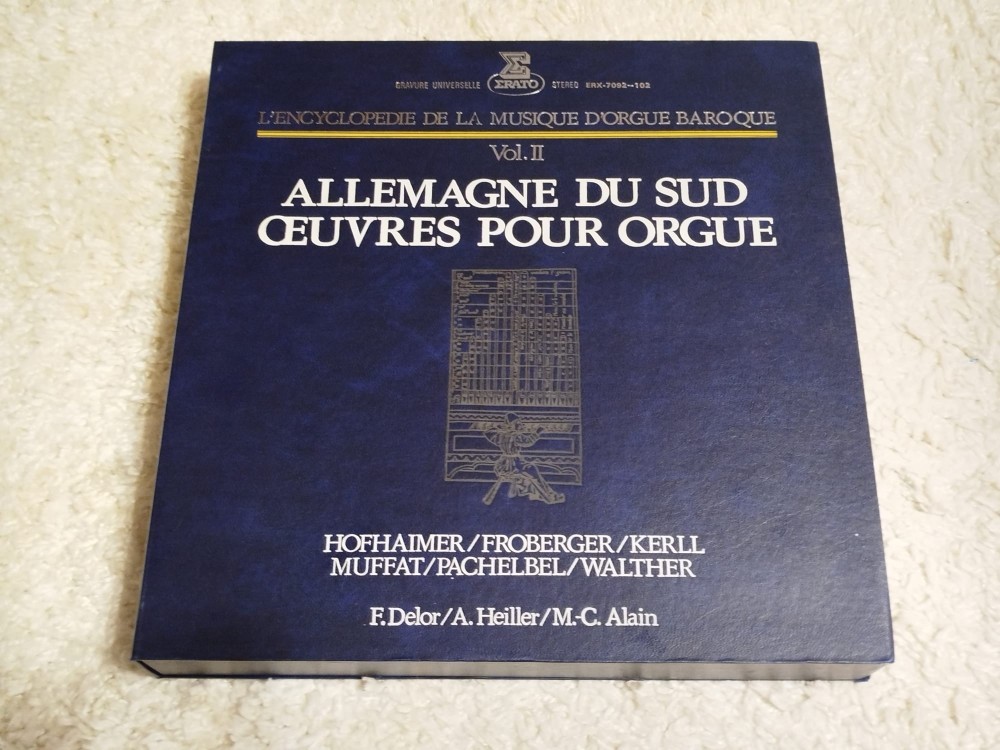 GRAVURE UNIVERSELLE ERATO STEREO ERX-7092~102
L'ENCYCLOPEDIE DE LA MUSIQUE D'ORGUE BAROQUE
Vol. II
ALLEMAGNE DU SUD
ŒUVRES POUR ORGUE
HOFHAIMER/FROBERGER/KERLL
MUFFAT/PACHELBEL/WALTHER
F. Delor/A. Heiller/M.-C. Alain